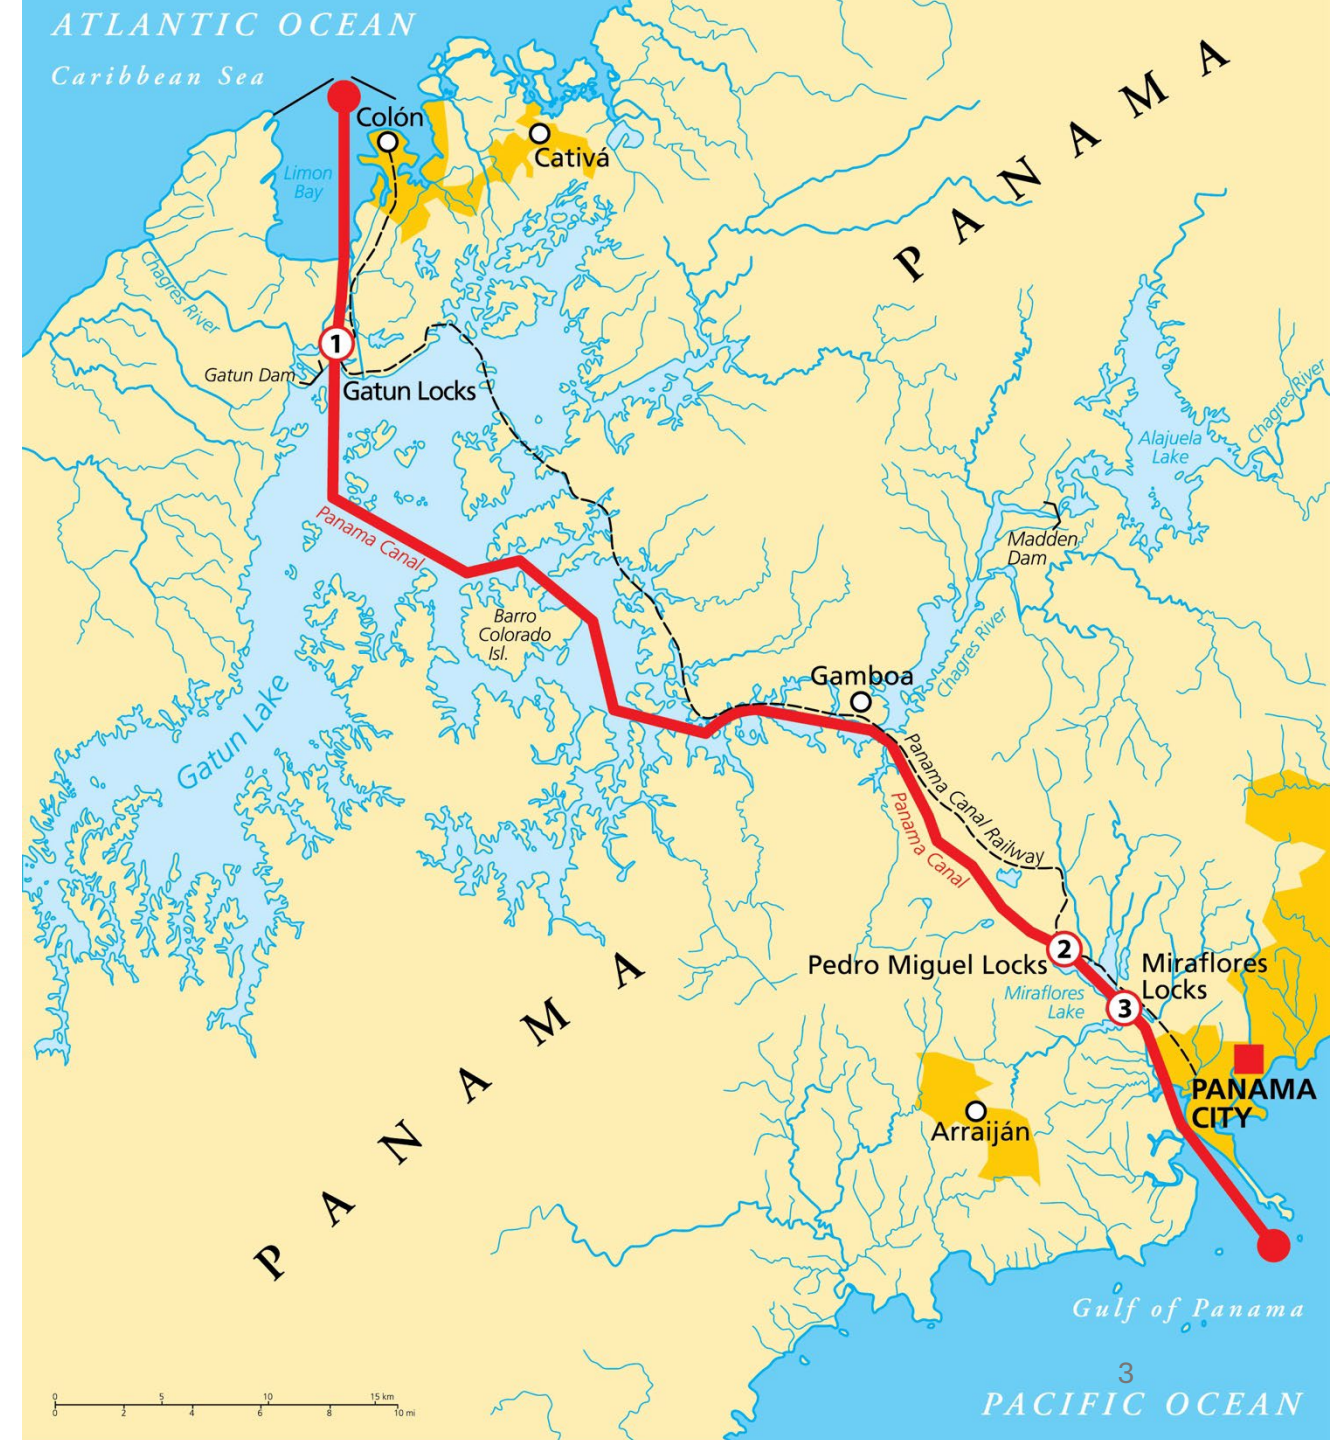 ATLANTIC OCEAN
Caribbean Sea
PANAMA
Colón
Cativá
Limon
Bay
Chagres River
1
Gatun Dam
Gatun Locks
Chagres River
Alajuela
Lake
Panama Canal
Madden
Dam
Barro
Colorado
Isl.
Chagres River
Gamboa
Gatun Lake
Panama Canal Railway
Panama Canal
2
Pedro Miguel Locks
Miraflores
Locks
Miraflores
Lake
3
PANAMA
PANAMA
CITY
Arraiján
Gulf of Panama
3
PACIFIC OCEAN
0 5 10 15 km
0 2 4 6 8 10 mi